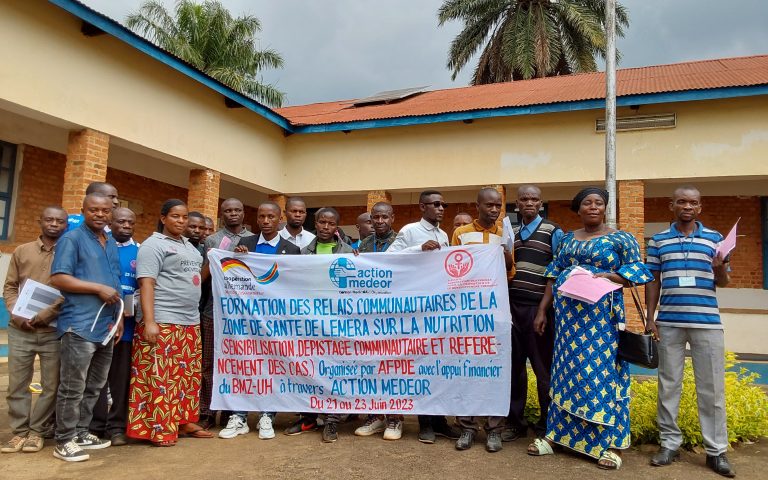 coopération
allemande
action
medeor
FORMATION DES RELAIS COMMUNAUTAIRES DE LA
ZONE DE SANTE DE LEMERA SUR LA NUTRITION
(SENSIBILISATION, DEPISTAGE COMMUNAUTAIRE ET REFERE-
NCEMENT DES CAS.) Organisée par AFPDE avec l'appui financier
du BMZ-UH à travers ACTION MEDEOR
Du 21 au 23 Juin 2023